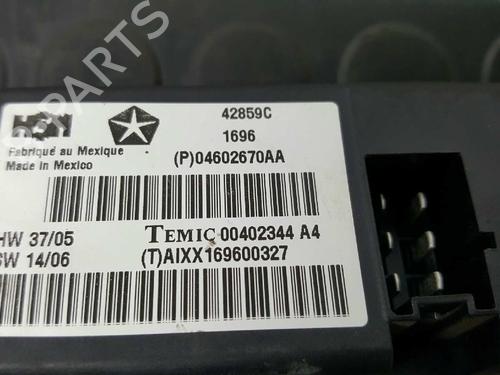 42859C
1696
Fabriqué au Mexique
Made in Mexico
(P)04602670AA
HW 37/05
SW 14/06
TEMIC 00402344 A4
(T)AIXX169600327
PARTS